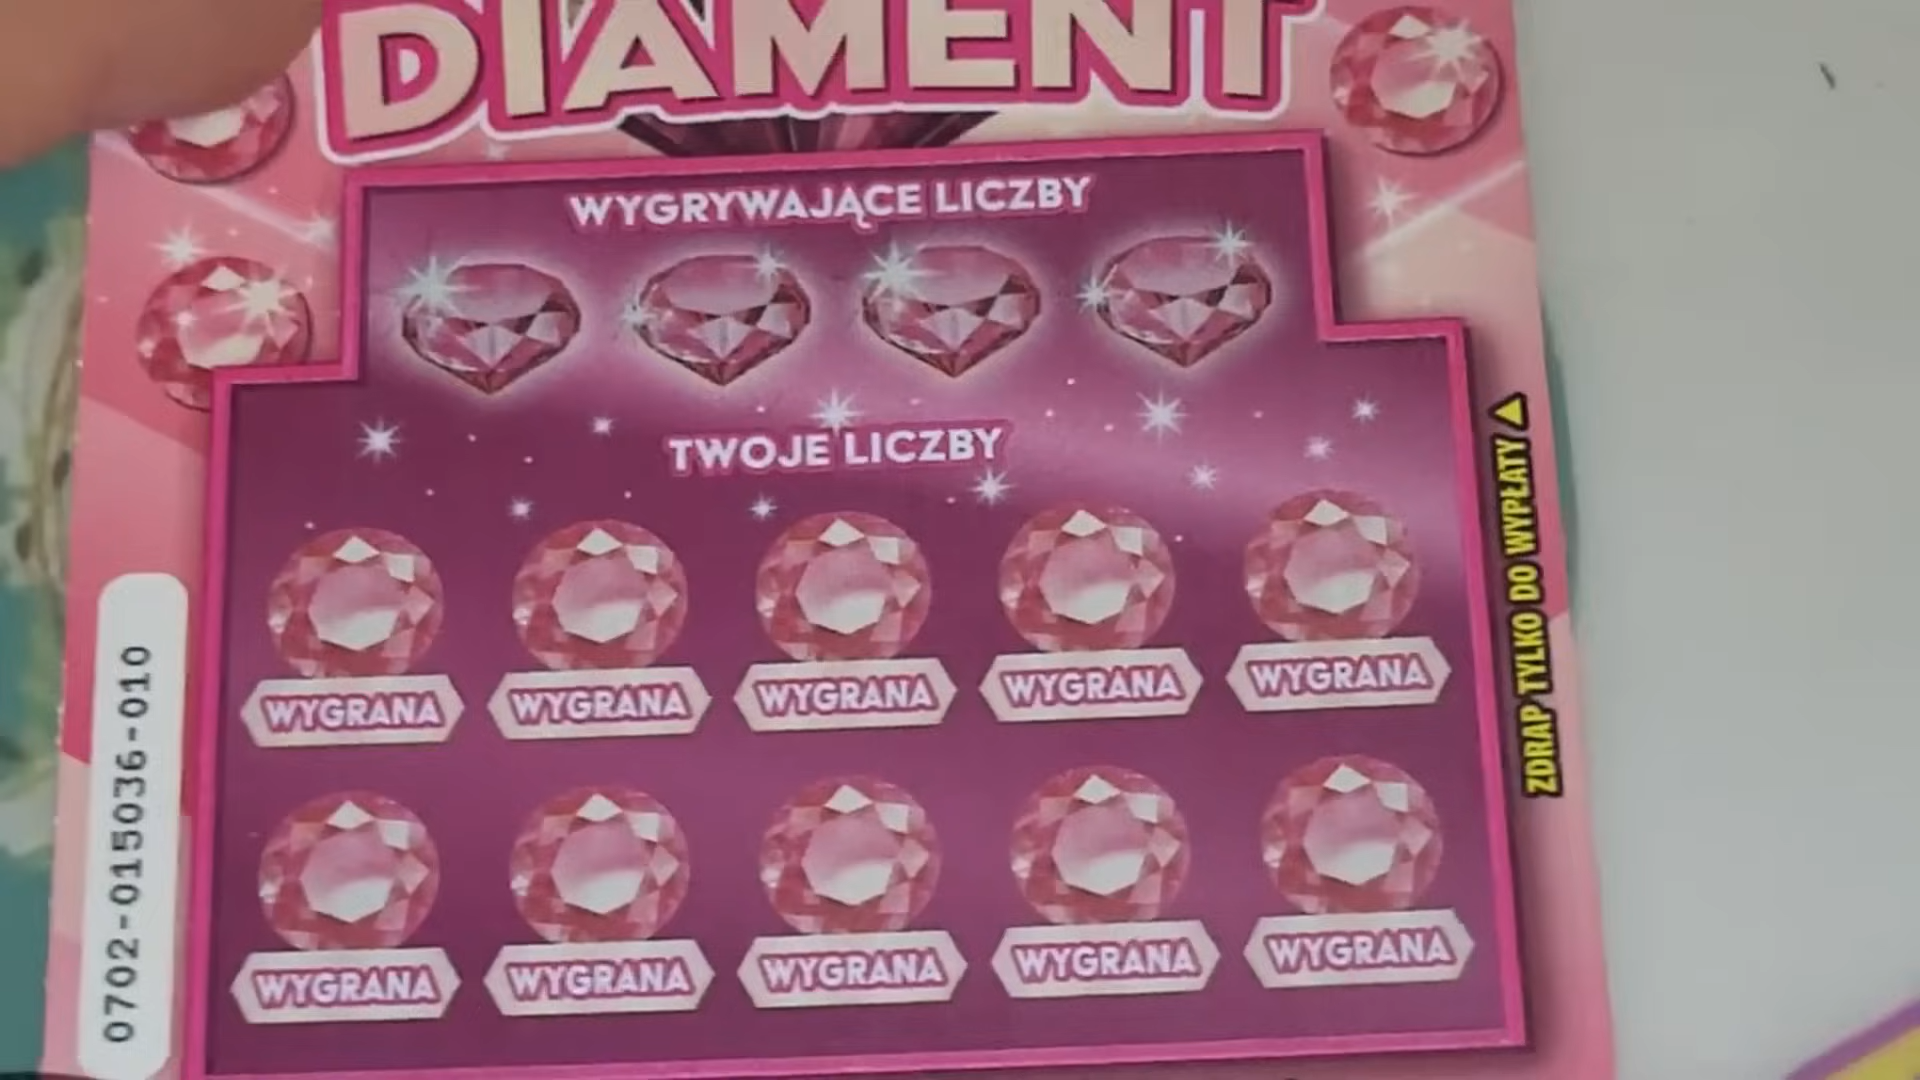 DIAMENT
WYGRYWAJĄCE LICZBY
TWOJE LICZBY
WYGRANA WYGRANA WYGRANA WYGRANA WYGRANA
WYGRANA WYGRANA WYGRANA WYGRANA WYGRANA
0702-015036-010
ZDRAP TYLKO DO WYPŁATY